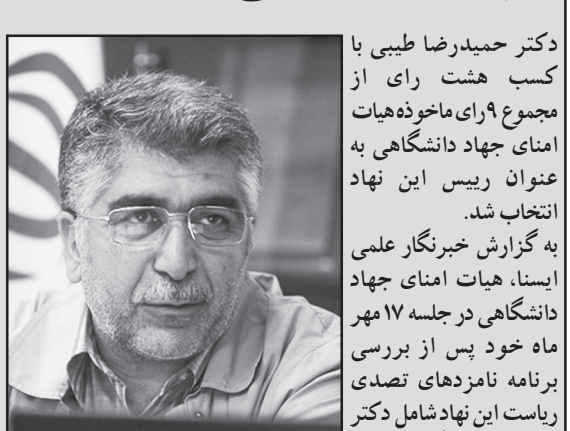 دکتر حمیدرضا طیبی با
کسب هشت رای از
مجموع ۹ رای ماخوذه هیات
امنای جهاد دانشگاهی به
عنوان رییس این نهاد
انتخاب شد.
به گزارش خبرنگار علمی
ایسنا، هیات امنای جهاد
دانشگاهی در جلسه ۱۷ مهر
ماه خود پس از بررسی
برنامه نامزدهای تصدی
ریاست این نهاد شامل دکتر